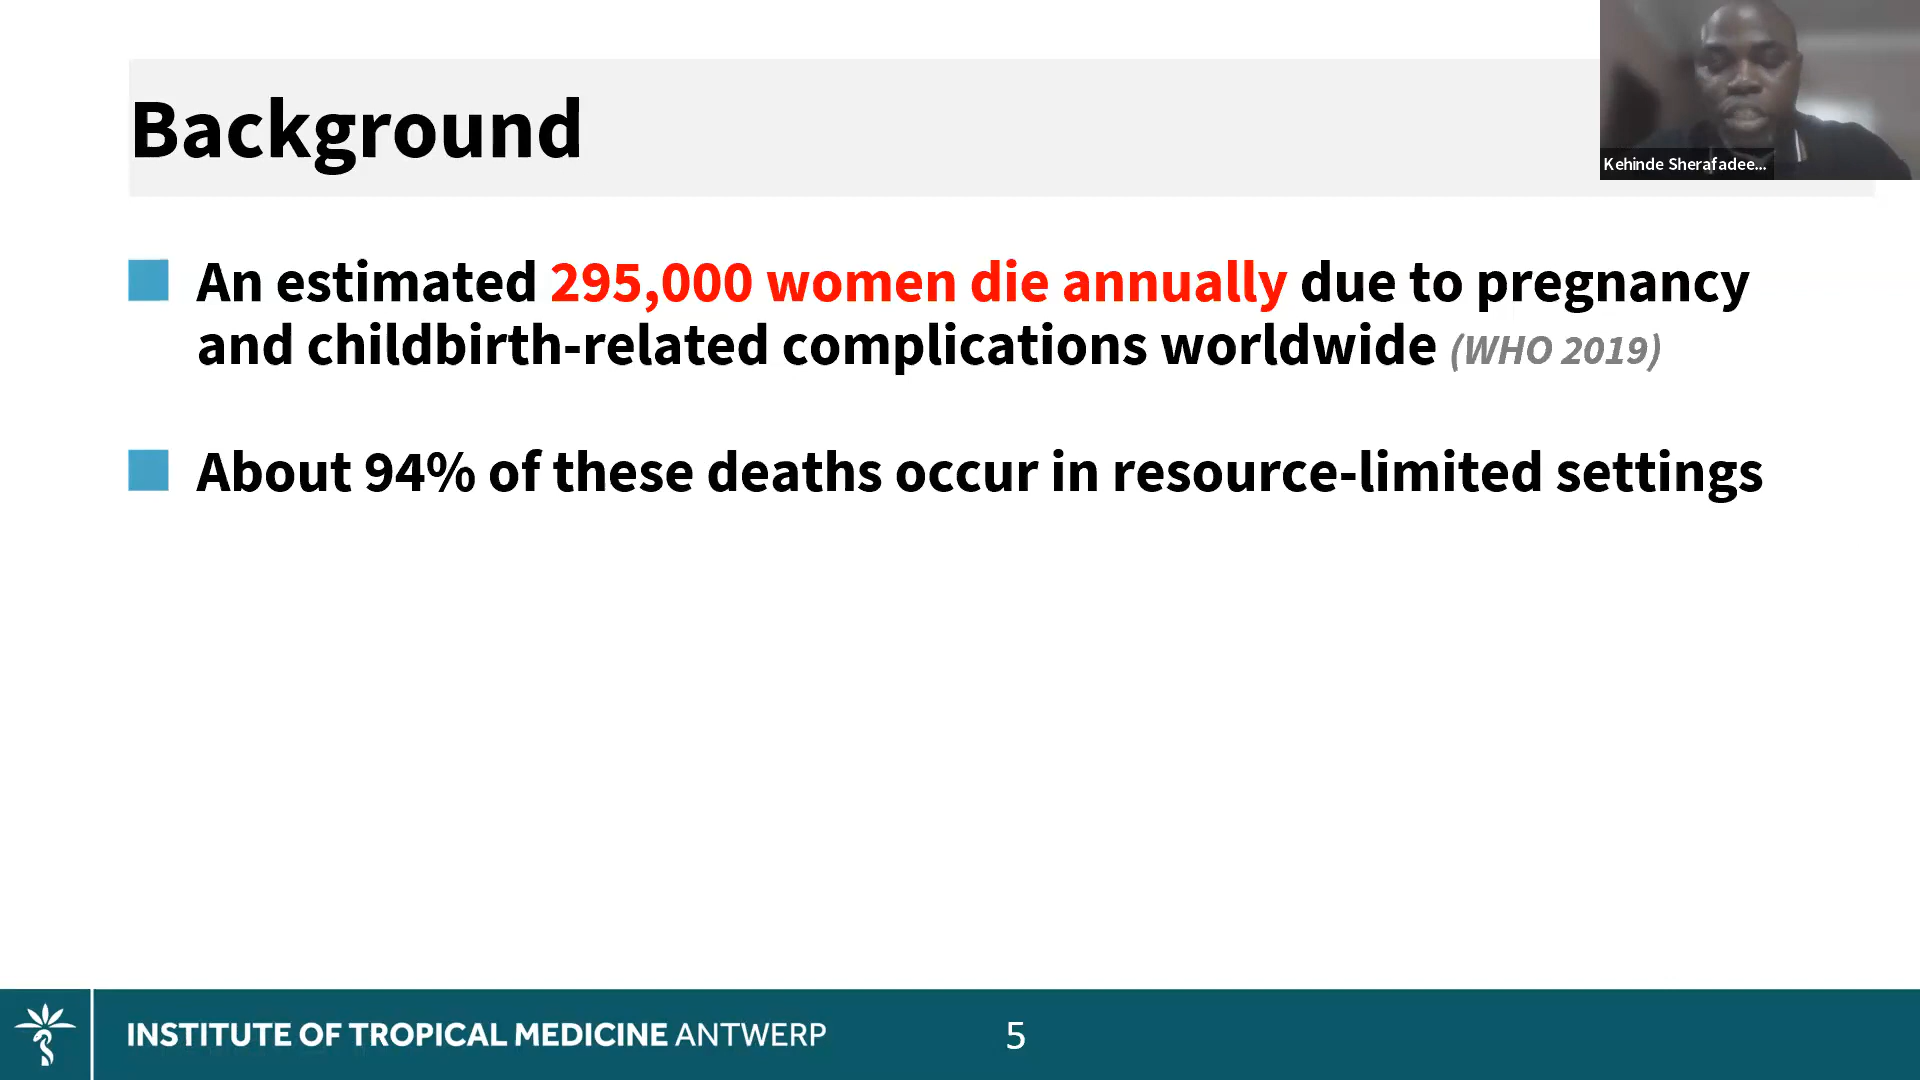 Background
Kehinde Sherafadee...
An estimated 295,000 women die annually due to pregnancy
and childbirth-related complications worldwide (WHO 2019)
About 94% of these deaths occur in resource-limited settings
INSTITUTE OF TROPICAL MEDICINE ANTWERP
5